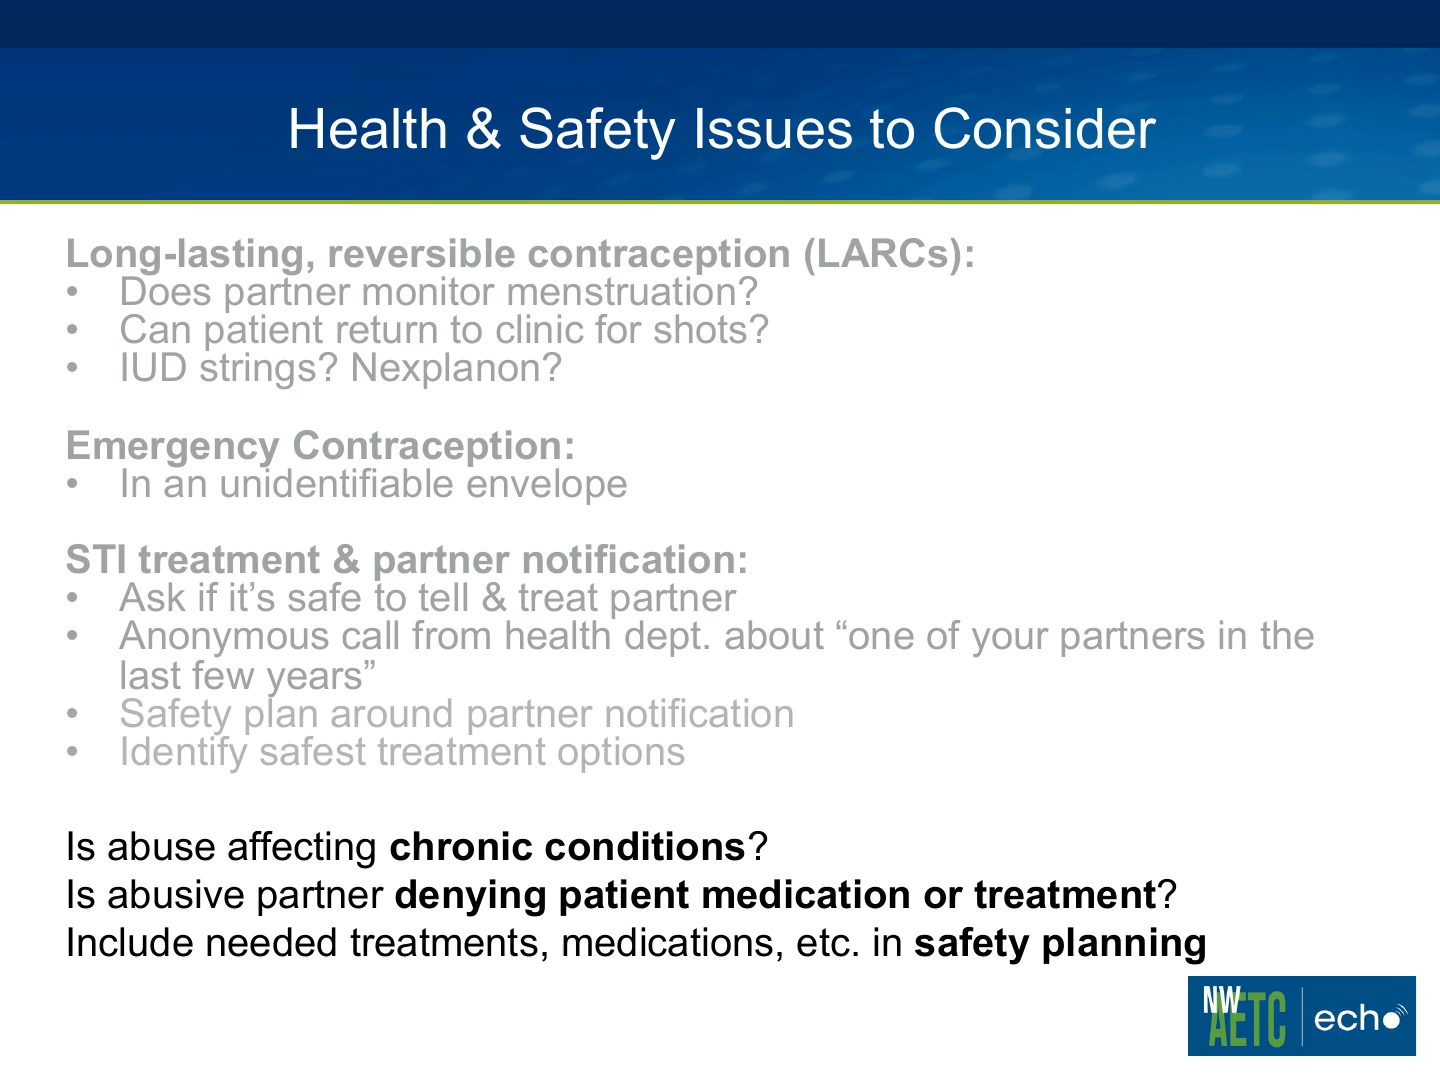 Health & Safety Issues to Consider
Long-lasting, reversible contraception (LARCs):
• Does partner monitor menstruation?
• Can patient return to clinic for shots?
• IUD strings? Nexplanon?
Emergency Contraception:
• In an unidentifiable envelope
STI treatment & partner notification:
• Ask if it’s safe to tell & treat partner
• Anonymous call from health dept. about “one of your partners in the
last few years”
• Safety plan around partner notification
• Identify safest treatment options
Is abuse affecting chronic conditions?
Is abusive partner denying patient medication or treatment?
Include needed treatments, medications, etc. in safety planning
NW
AETC
echo